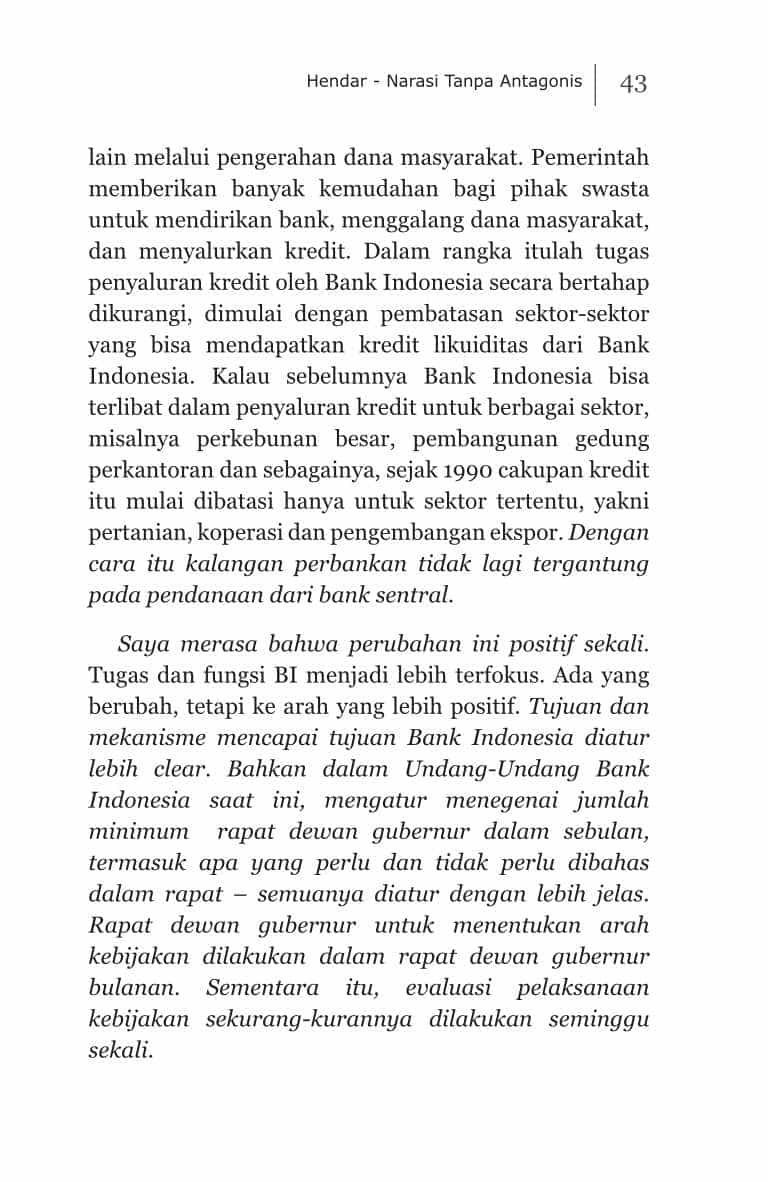 Hendar - Narasi Tanpa Antagonis 43
lain melalui pengerahan dana masyarakat. Pemerintah
memberikan banyak kemudahan bagi pihak swasta
untuk mendirikan bank, menggalang dana masyarakat,
dan menyalurkan kredit. Dalam rangka itulah tugas
penyaluran kredit oleh Bank Indonesia secara bertahap
dikurangi, dimulai dengan pembatasan sektor-sektor
yang bisa mendapatkan kredit likuiditas dari Bank
Indonesia. Kalau sebelumnya Bank Indonesia bisa
terlibat dalam penyaluran kredit untuk berbagai sektor,
misalnya perkebunan besar, pembangunan gedung
perkantoran dan sebagainya, sejak 1990 cakupan kredit
itu mulai dibatasi hanya untuk sektor tertentu, yakni
pertanian, koperasi dan pengembangan ekspor. Dengan
cara itu kalangan perbankan tidak lagi tergantung
pada pendanaan dari bank sentral.
Saya merasa bahwa perubahan ini positif sekali.
Tugas dan fungsi BI menjadi lebih terfokus. Ada yang
berubah, tetapi ke arah yang lebih positif. Tujuan dan
mekanisme mencapai tujuan Bank Indonesia diatur
lebih clear. Bahkan dalam Undang-Undang Bank
Indonesia saat ini, mengatur menegenai jumlah
minimum rapat dewan gubernur dalam sebulan,
termasuk apa yang perlu dan tidak perlu dibahas
dalam rapat – semuanya diatur dengan lebih jelas.
Rapat dewan gubernur untuk menentukan arah
kebijakan dilakukan dalam rapat dewan gubernur
bulanan. Sementara itu, evaluasi pelaksanaan
kebijakan sekurang-kurannya dilakukan seminggu
sekali.